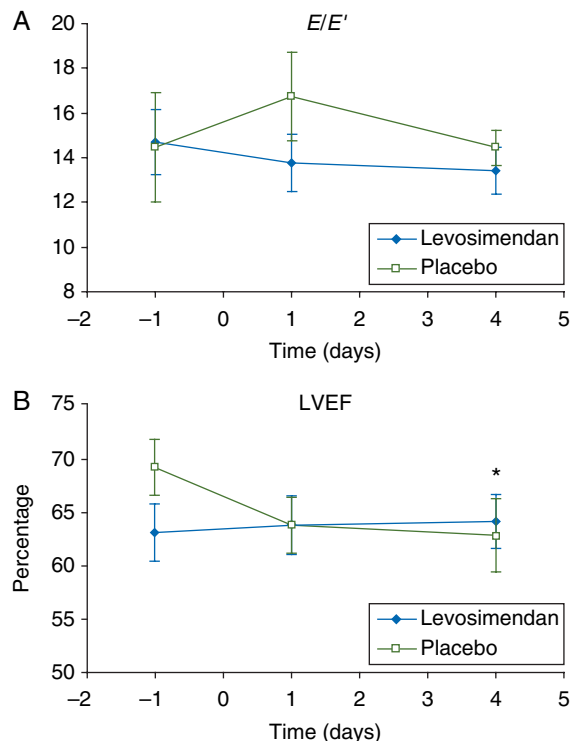 A
E/E'
20
18
16
14
12
10
8
Levosimendan
Placebo
–2 –1 0 1 2 3 4 5
Time (days)
B
LVEF
75
70
65
60
55
50
Percentage
*
Levosimendan
Placebo
–2 –1 0 1 2 3 4 5
Time (days)